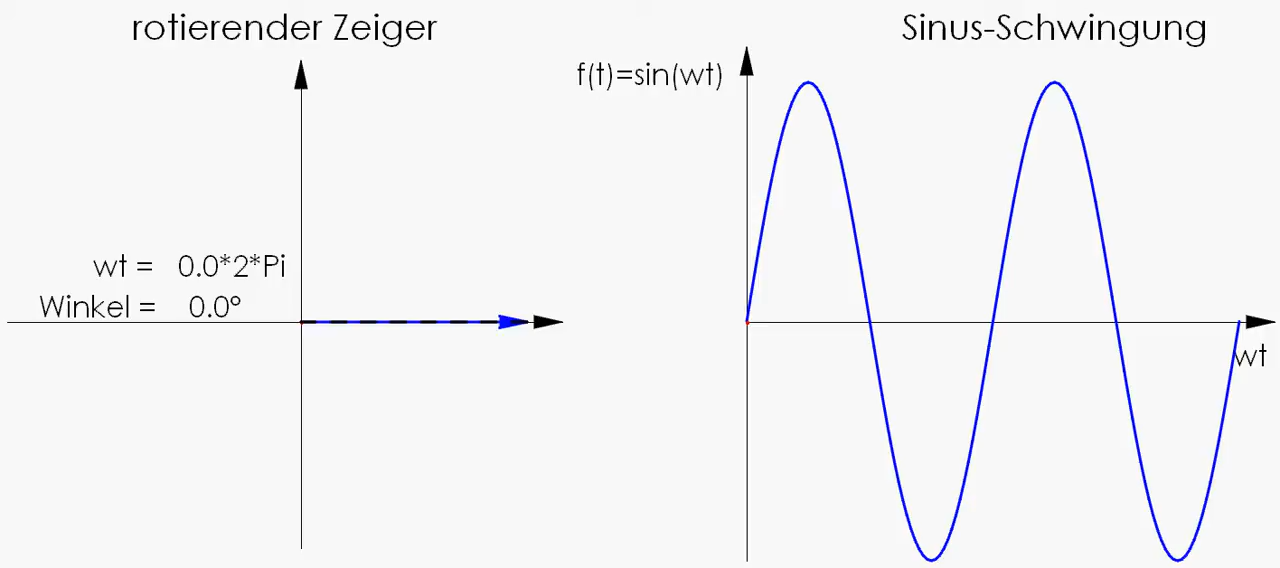 rotierender Zeiger
wt = 0.0*2*Pi
Winkel = 0.0°
Sinus-Schwingung
f(t)=sin(wt)
wt